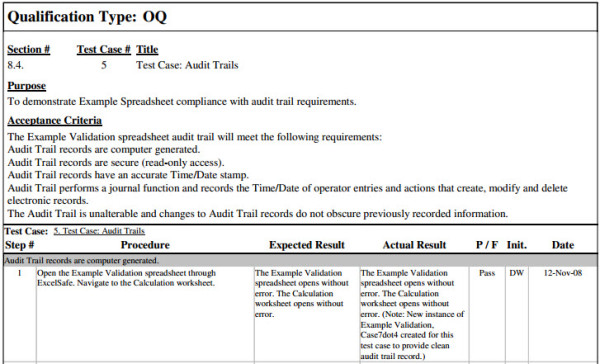 Qualification Type: OQ
Section # Test Case # Title
8.4. 5 Test Case: Audit Trails
Purpose
To demonstrate Example Spreadsheet compliance with audit trail requirements.
Acceptance Criteria
The Example Validation spreadsheet audit trail will meet the following requirements:
Audit Trail records are computer generated.
Audit Trail records are secure (read-only access).
Audit Trail records have an accurate Time/Date stamp.
Audit Trail performs a journal function and records the Time/Date of operator entries and actions that create, modify and delete
electronic records.
The Audit Trail is unalterable and changes to Audit Trail records do not obscure previously recorded information.
Test Case: 5. Test Case: Audit Trails
Step # Procedure Expected Result Actual Result P / F Init. Date
Audit Trail records are computer generated.
1 Open the Example Validation spreadsheet through The Example Validation The Example Validation Pass DW 12-Nov-08
ExcelSafe. Navigate to the Calculation worksheet. spreadsheet opens without spreadsheet opens without
error. The Calculation error. The Calculation
worksheet opens without worksheet opens without
error. error. (Note: New instance of
Example Validation,
Case7dot4 created for this
test case to provide clean
audit trail record.)